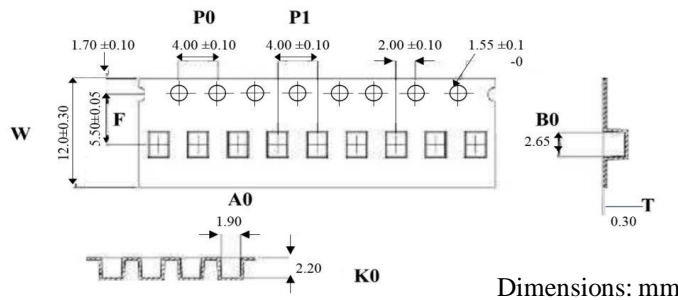 P0 P1
1.70 ±0.10 4.00 ±0.10 4.00 ±0.10 2.00 ±0.10 1.55 ±0.1
-0
W 12.0±0.30 F 5.50±0.05 B0
2.65
A0 T
1.90 0.30
2.20
K0
Dimensions: mm